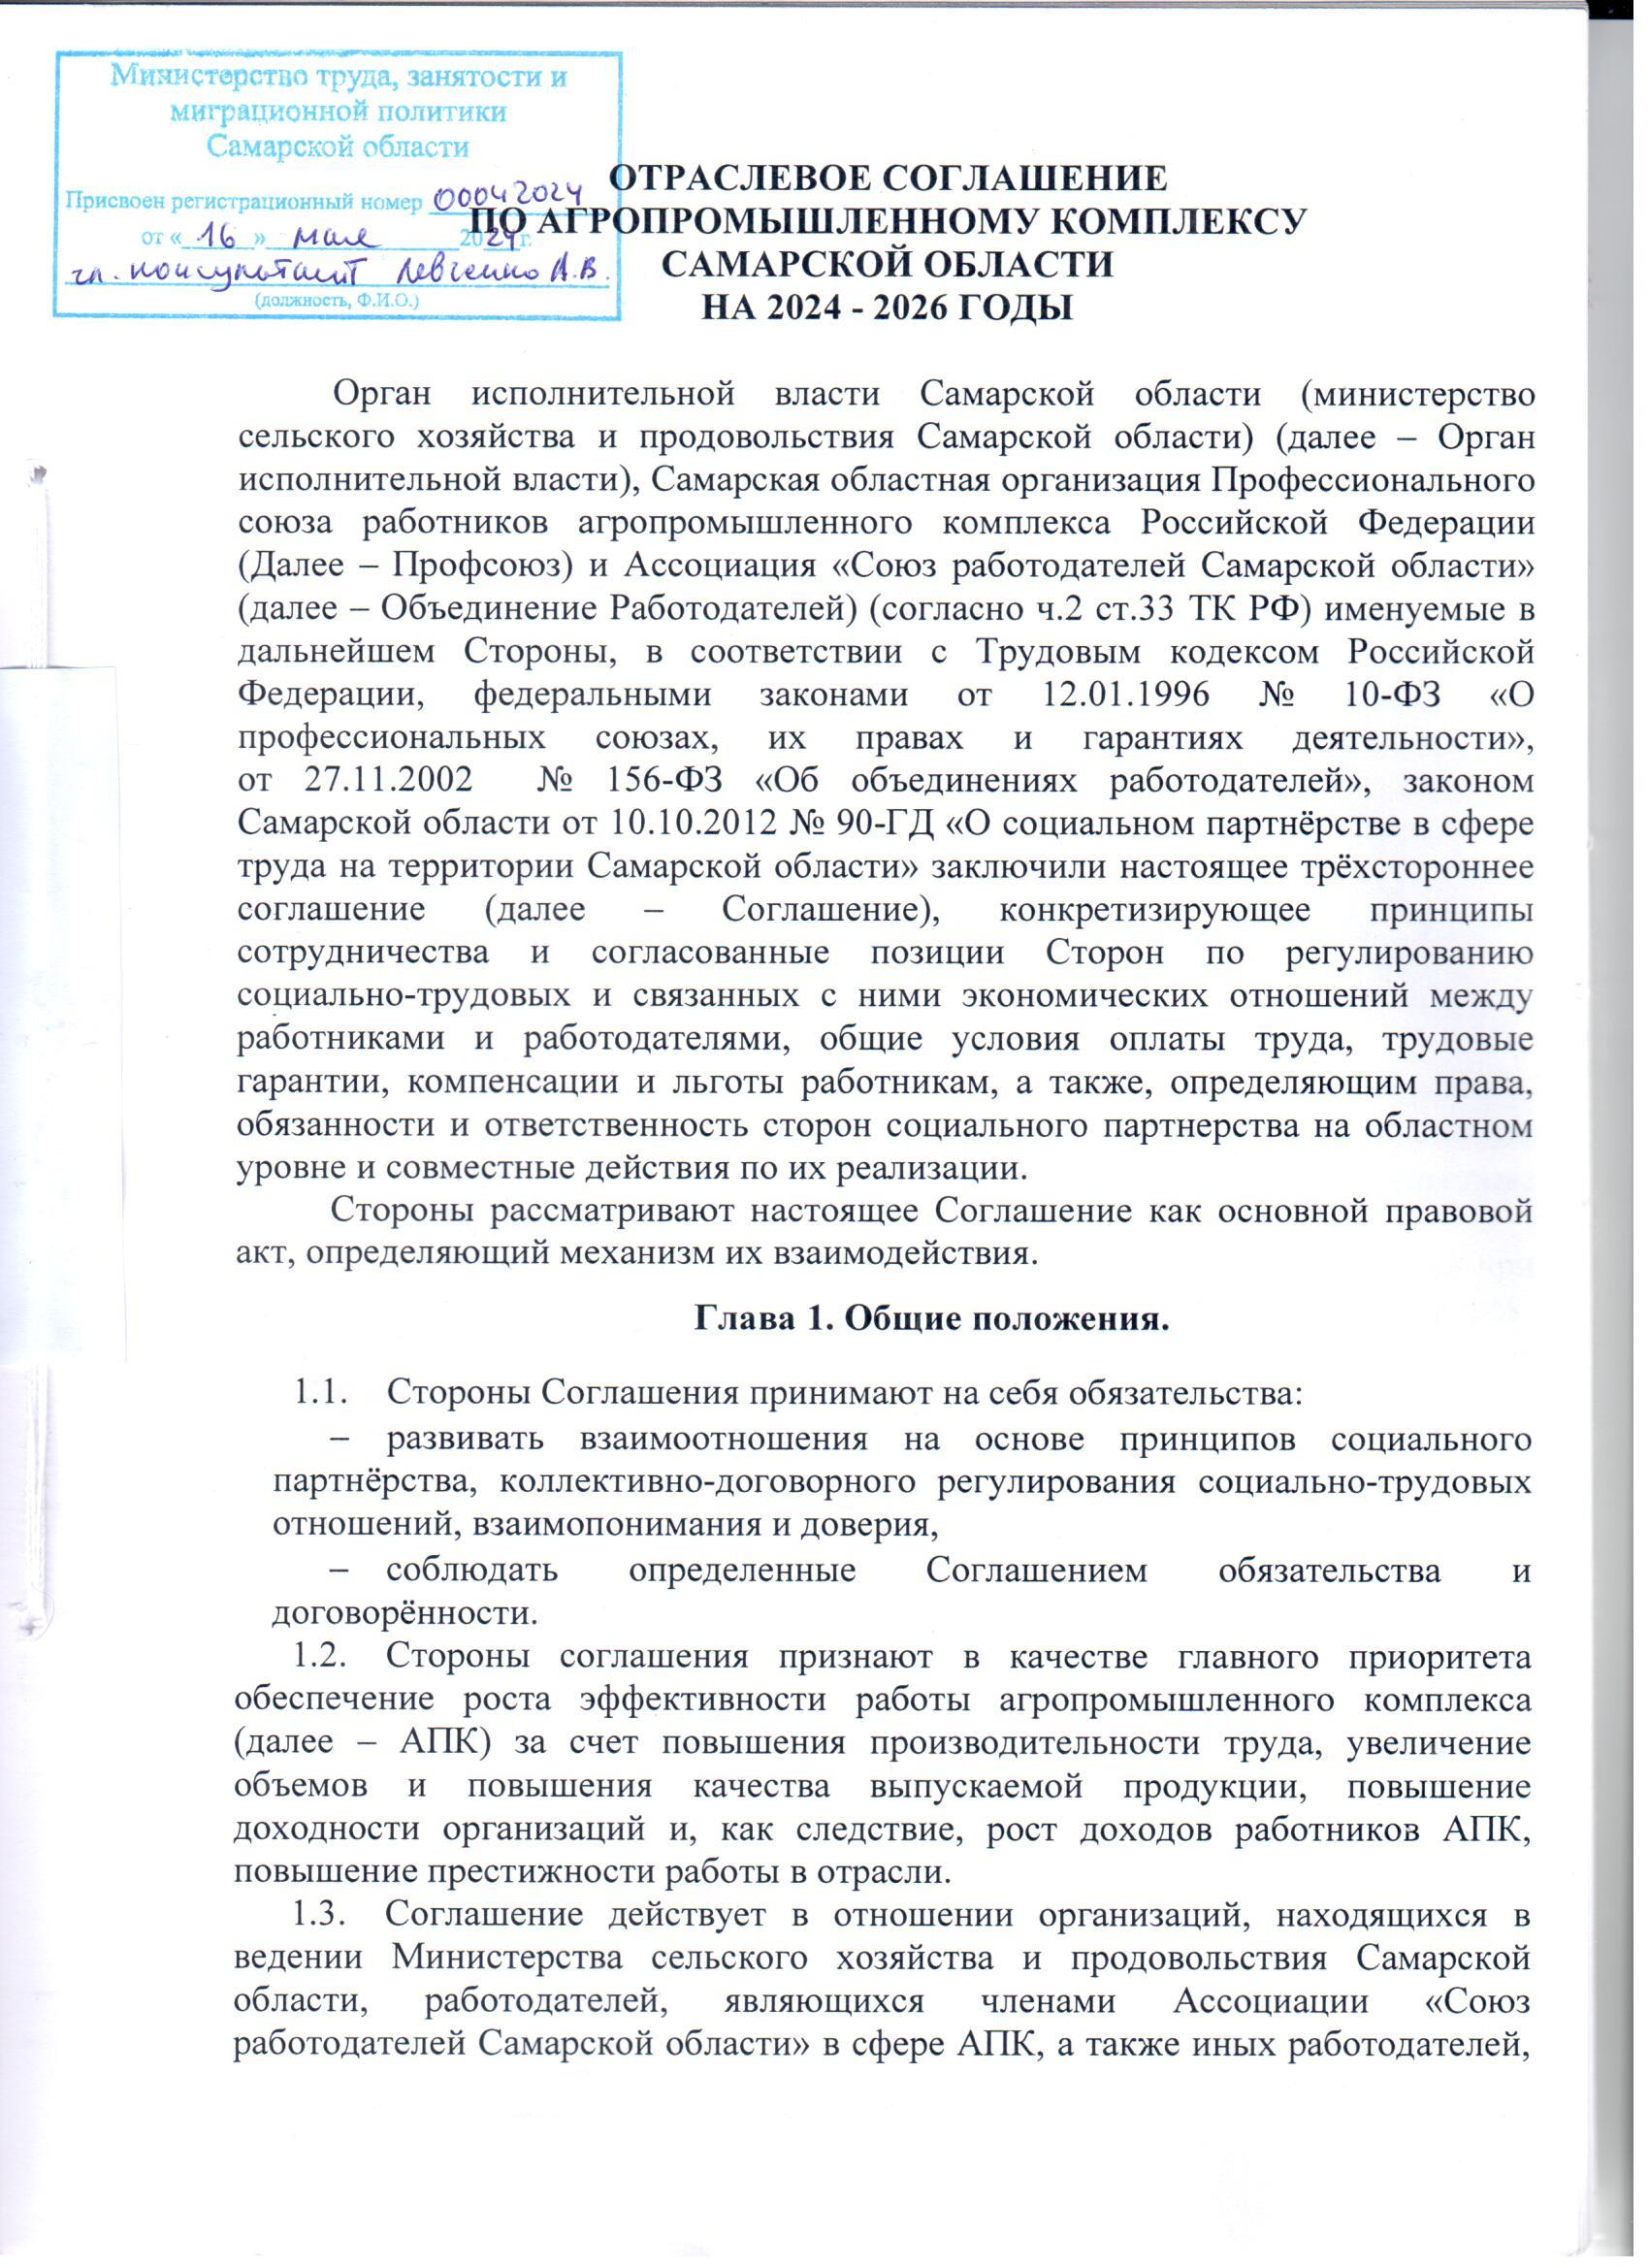 Министерство труда, занятости и
миграционной политики
Самарской области
Присвоен регистрационный номер 00042024
от «16» мая 2024г.
гл. консультант Левченко А.В.
(должность, Ф.И.О.)
ОТРАСЛЕВОЕ СОГЛАШЕНИЕ
ПО АГРОПРОМЫШЛЕННОМУ КОМПЛЕКСУ
САМАРСКОЙ ОБЛАСТИ
НА 2024 - 2026 ГОДЫ
Орган исполнительной власти Самарской области (министерство
сельского хозяйства и продовольствия Самарской области) (далее – Орган
исполнительной власти), Самарская областная организация Профессионального
союза работников агропромышленного комплекса Российской Федерации
(Далее – Профсоюз) и Ассоциация «Союз работодателей Самарской области»
(далее – Объединение Работодателей) (согласно ч.2 ст.33 ТК РФ) именуемые в
дальнейшем Стороны, в соответствии с Трудовым кодексом Российской
Федерации, федеральными законами от 12.01.1996 № 10-ФЗ «О
профессиональных союзах, их правах и гарантиях деятельности»,
от 27.11.2002 № 156-ФЗ «Об объединениях работодателей», законом
Самарской области от 10.10.2012 № 90-ГД «О социальном партнёрстве в сфере
труда на территории Самарской области» заключили настоящее трёхстороннее
соглашение (далее – Соглашение), конкретизирующее принципы
сотрудничества и согласованные позиции Сторон по регулированию
социально-трудовых и связанных с ними экономических отношений между
работниками и работодателями, общие условия оплаты труда, трудовые
гарантии, компенсации и льготы работникам, а также, определяющим права,
обязанности и ответственность сторон социального партнерства на областном
уровне и совместные действия по их реализации.
Стороны рассматривают настоящее Соглашение как основной правовой
акт, определяющий механизм их взаимодействия.
Глава 1. Общие положения.
1.1. Стороны Соглашения принимают на себя обязательства:
– развивать взаимоотношения на основе принципов социального
партнёрства, коллективно-договорного регулирования социально-трудовых
отношений, взаимопонимания и доверия,
– соблюдать определенные Соглашением обязательства и
договорённости.
1.2. Стороны соглашения признают в качестве главного приоритета
обеспечение роста эффективности работы агропромышленного комплекса
(далее – АПК) за счет повышения производительности труда, увеличение
объемов и повышения качества выпускаемой продукции, повышение
доходности организаций и, как следствие, рост доходов работников АПК,
повышение престижности работы в отрасли.
1.3. Соглашение действует в отношении организаций, находящихся в
ведении Министерства сельского хозяйства и продовольствия Самарской
области, работодателей, являющихся членами Ассоциации «Союз
работодателей Самарской области» в сфере АПК, а также иных работодателей,